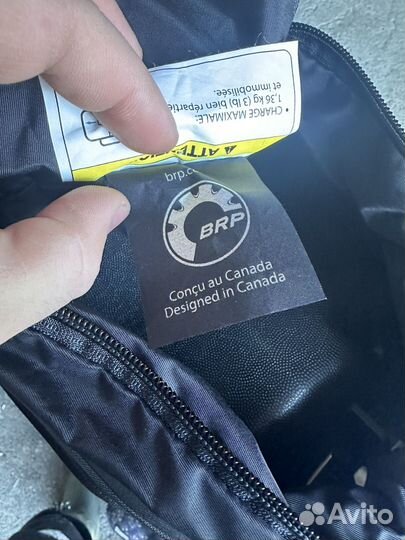 • CHARGE MAXIMALE:
1,36 kg (3 lb) bien répartie
et immobilisée.
brp.c
BRP
Conçu au Canada
Designed in Canada
Avito